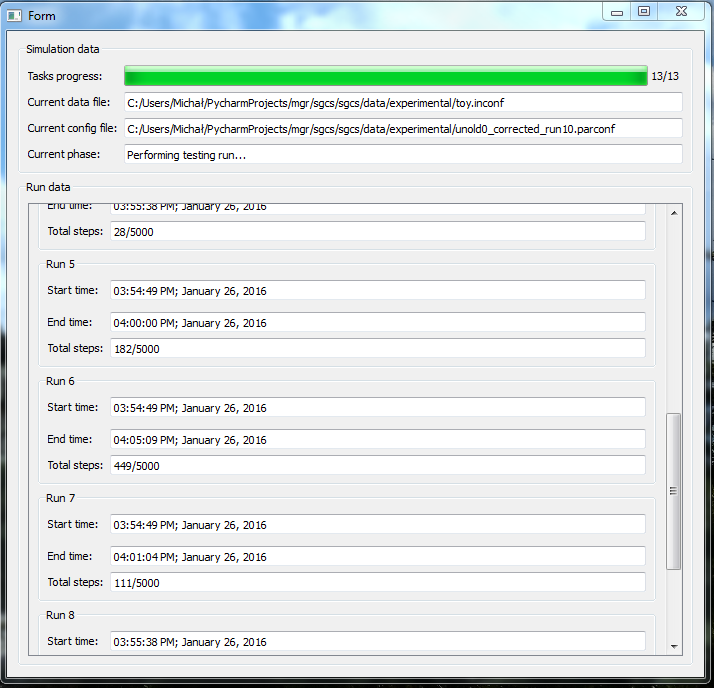 Form
Simulation data
Tasks progress: 13/13
Current data file: C:/Users/Michał/PycharmProjects/mgr/sgcs/sgcs/data/experimental/toy.inconf
Current config file: C:/Users/Michał/PycharmProjects/mgr/sgcs/sgcs/data/experimental/unold0_corrected_run10.parconf
Current phase: Performing testing run...
Run data
End time: 03:55:38 PM; January 26, 2016
Total steps: 28/5000
Run 5
Start time: 03:54:49 PM; January 26, 2016
End time: 04:00:00 PM; January 26, 2016
Total steps: 182/5000
Run 6
Start time: 03:54:49 PM; January 26, 2016
End time: 04:05:09 PM; January 26, 2016
Total steps: 449/5000
Run 7
Start time: 03:54:49 PM; January 26, 2016
End time: 04:01:04 PM; January 26, 2016
Total steps: 111/5000
Run 8
Start time: 03:55:38 PM; January 26, 2016